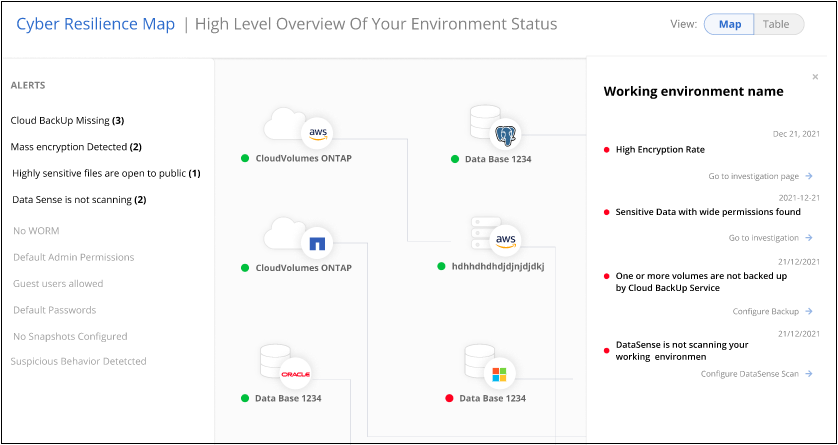 Cyber Resilience Map | High Level Overview Of Your Environment Status
View: Map Table
ALERTS
Cloud BackUp Missing (3)
Mass encryption Detected (2)
Highly sensitive files are open to public (1)
Data Sense is not scanning (2)
No WORM
Default Admin Permissions
Guest users allowed
Default Passwords
No Snapshots Configured
Suspicious Behavior Detetcted
aws
CloudVolumes ONTAP
Data Base 1234
CloudVolumes ONTAP
aws
hdhhdhdhdjdjnjdjdkj
ORACLE
Data Base 1234
Data Base 1234
×
Working environment name
Dec 21, 2021
High Encryption Rate
Go to investigation page →
2021-12-21
Sensitive Data with wide permissions found
Go to investigation →
21/12/2021
One or more volumes are not backed up
by Cloud BackUp Service
Configure Backup →
21/12/2021
DataSense is not scanning your
working environmen
Configure DataSense Scan →